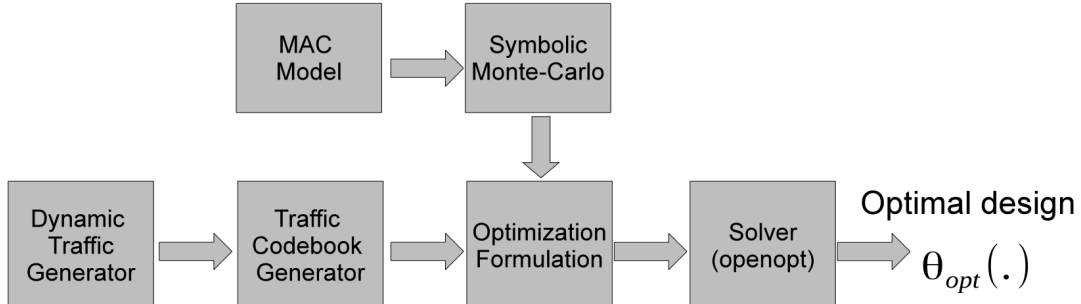 MAC
Model
Symbolic
Monte-Carlo
Dynamic
Traffic
Generator
Traffic
Codebook
Generator
Optimization
Formulation
Solver
(openopt)
Optimal design
θopt(.)